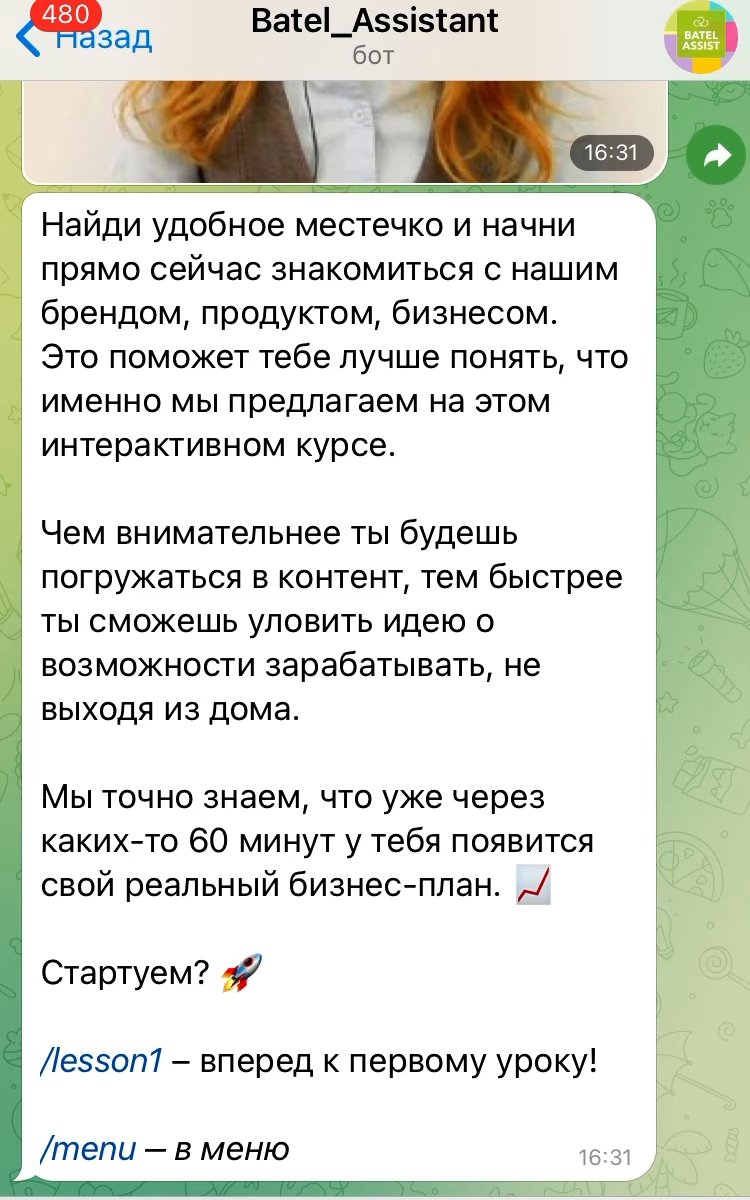 480
Назад
Batel_Assistant
бот
BATEL
ASSIST
16:31
Найди удобное местечко и начни
прямо сейчас знакомиться с нашим
брендом, продуктом, бизнесом.
Это поможет тебе лучше понять, что
именно мы предлагаем на этом
интерактивном курсе.
Чем внимательнее ты будешь
погружаться в контент, тем быстрее
ты сможешь уловить идею о
возможности зарабатывать, не
выходя из дома.
Мы точно знаем, что уже через
каких-то 60 минут у тебя появится
свой реальный бизнес-план. 📈
Стартуем? 🚀
/lesson1 – вперед к первому уроку!
/menu — в меню
16:31